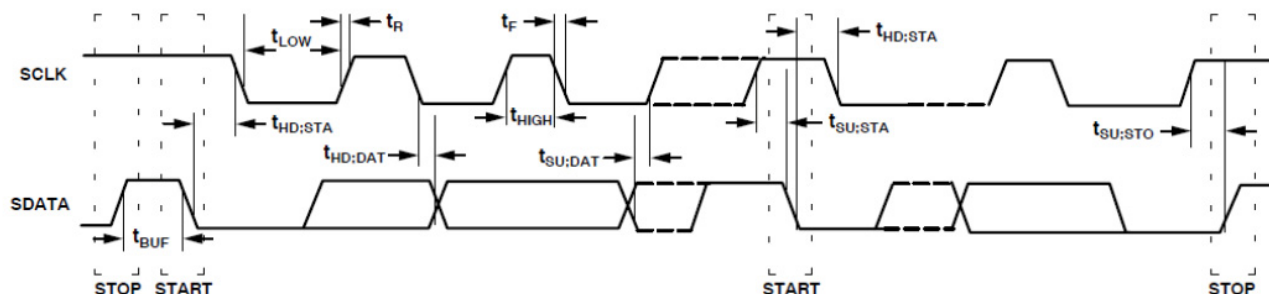 tR
tF
tLOW
tHD;STA
SCLK
tHD;STA
tHIGH
tSU;STA
tSU;STO
tHD;DAT
tSU;DAT
SDATA
tBUF
STOP START START STOP